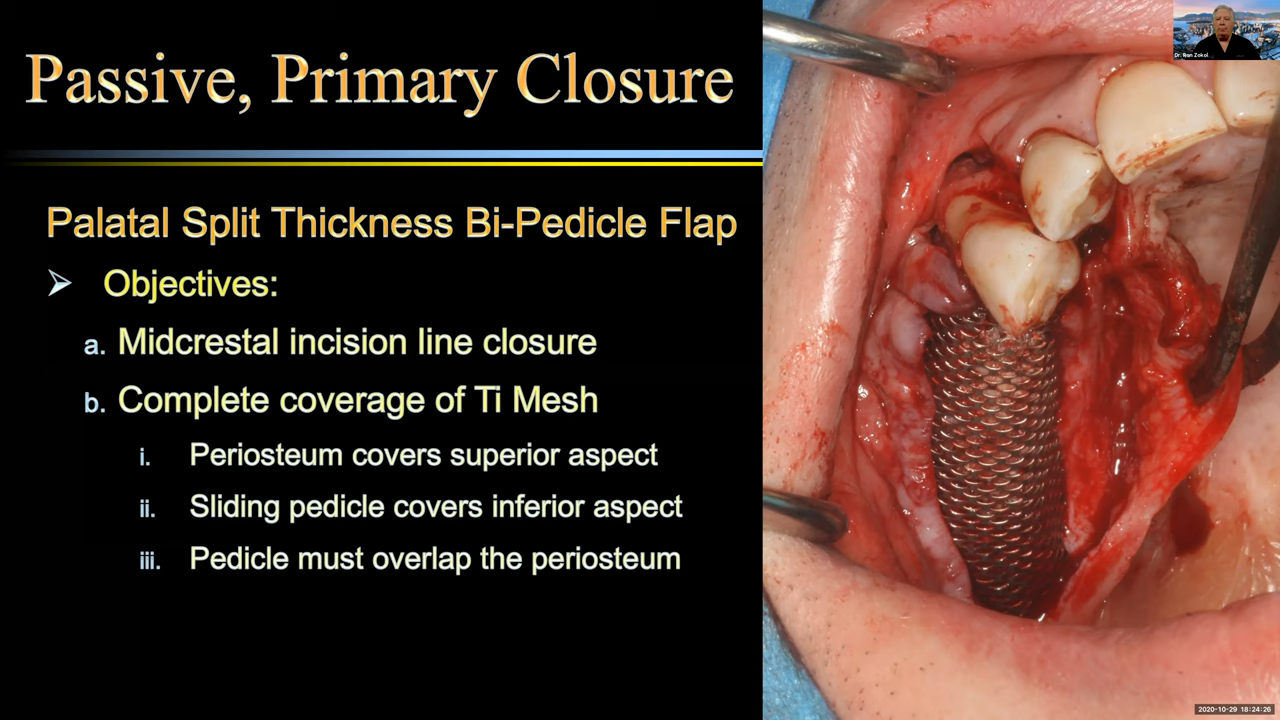 Passive, Primary Closure
Palatal Split Thickness Bi-Pedicle Flap
➢ Objectives:
a. Midcrestal incision line closure
b. Complete coverage of Ti Mesh
i. Periosteum covers superior aspect
ii. Sliding pedicle covers inferior aspect
iii. Pedicle must overlap the periosteum
Dr. Ron Zokol
2020-10-29 18:24:26